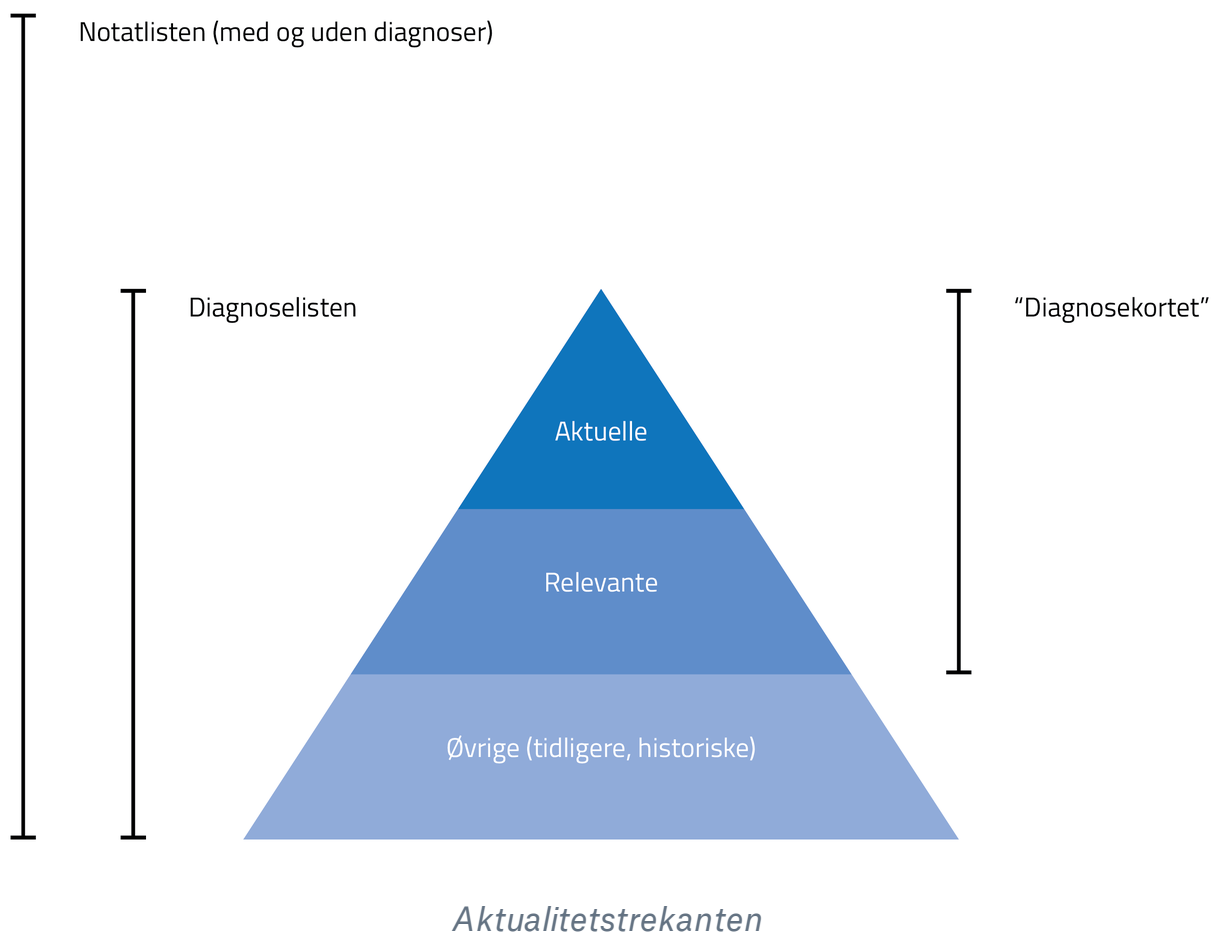 Notatlisten (med og uden diagnoser)
Diagnoselisten
“Diagnosekortet”
Aktuelle
Relevante
Øvrige (tidligere, historiske)
Aktualitetstrekanten